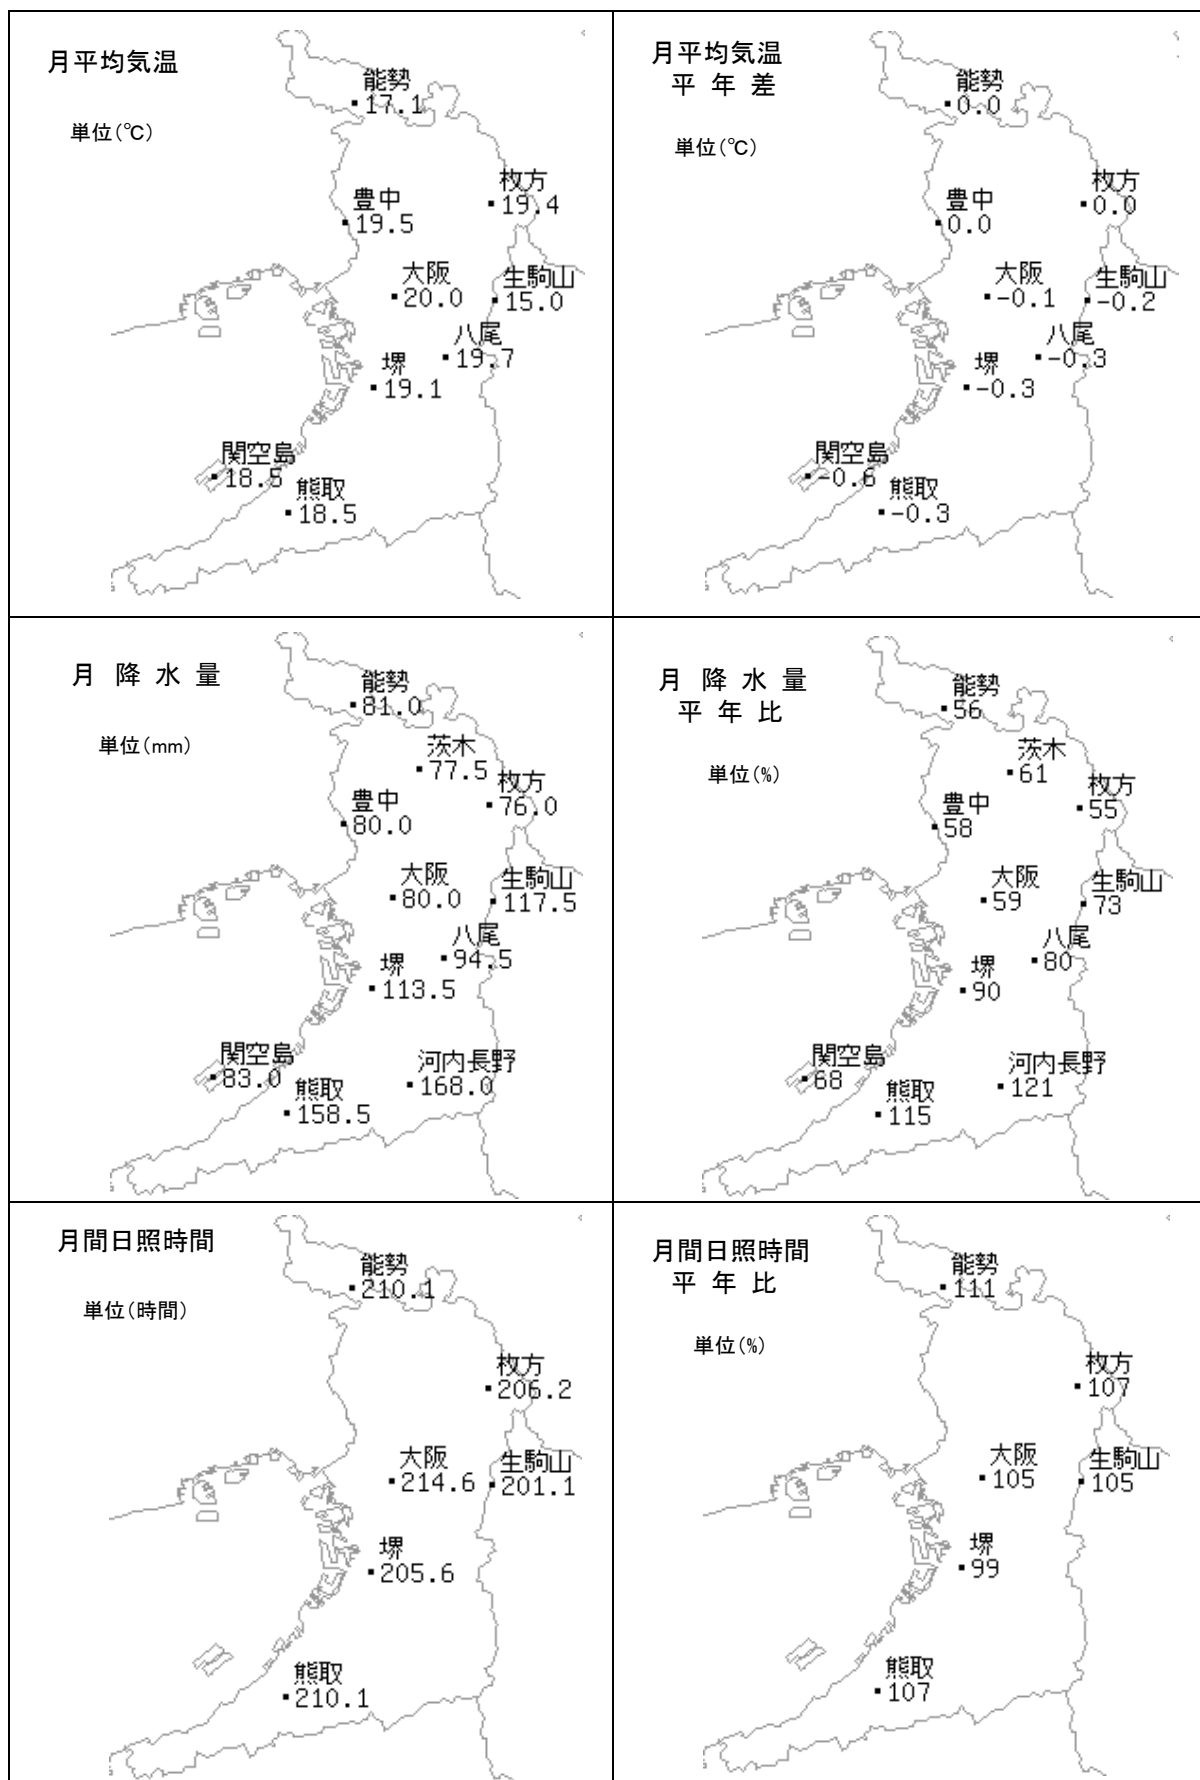 月平均気温
単位(℃)
能勢
17.1
豊中
19.5
枚方
19.4
大阪
20.0
生駒山
15.0
八尾
19.7
堺
19.1
関空島
18.5
熊取
18.5
月平均気温
平 年 差
単位(℃)
能勢
0.0
豊中
0.0
枚方
0.0
大阪
-0.1
生駒山
-0.2
八尾
-0.3
堺
-0.3
関空島
-0.6
熊取
-0.3
月 降 水 量
単位(mm)
能勢
81.0
茨木
77.5
枚方
76.0
豊中
80.0
大阪
80.0
生駒山
117.5
八尾
94.5
堺
113.5
関空島
83.0
熊取
158.5
河内長野
168.0
月 降 水 量
平 年 比
単位(%)
能勢
56
茨木
61
枚方
55
豊中
58
大阪
59
生駒山
73
八尾
80
堺
90
関空島
68
熊取
115
河内長野
121
月間日照時間
単位(時間)
能勢
210.1
枚方
206.2
大阪
214.6
生駒山
201.1
堺
205.6
熊取
210.1
月間日照時間
平 年 比
単位(%)
能勢
111
枚方
107
大阪
105
生駒山
105
堺
99
熊取
107